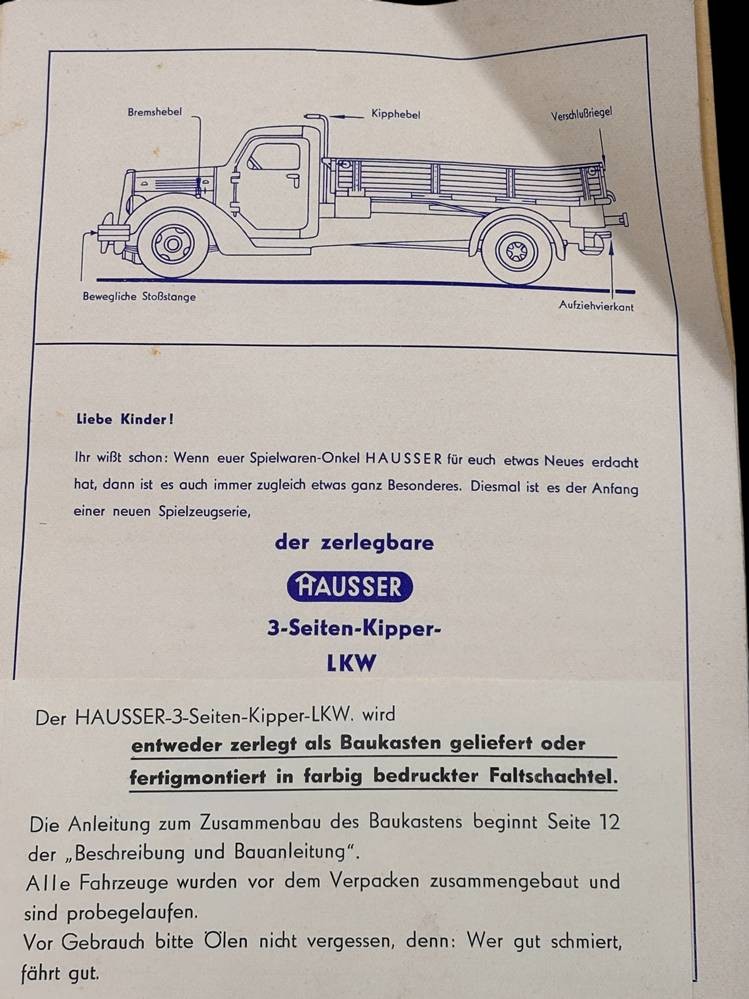 Bremshebel
Kipphebel
Verschlußriegel
Bewegliche Stoßstange
Aufziehvierkant
Liebe Kinder!
Ihr wißt schon: Wenn euer Spielwaren-Onkel HAUSSER für euch etwas Neues erdacht
hat, dann ist es auch immer zugleich etwas ganz Besonderes. Diesmal ist es der Anfang
einer neuen Spielzeugserie,
der zerlegbare
HAUSSER
3-Seiten-Kipper-
LKW
Der HAUSSER-3-Seiten-Kipper-LKW. wird
entweder zerlegt als Baukasten geliefert oder
fertigmontiert in farbig bedruckter Faltschachtel.
Die Anleitung zum Zusammenbau des Baukastens beginnt Seite 12
der „Beschreibung und Bauanleitung“.
Alle Fahrzeuge wurden vor dem Verpacken zusammengebaut und
sind probegelaufen.
Vor Gebrauch bitte Ölen nicht vergessen, denn: Wer gut schmiert,
fährt gut.